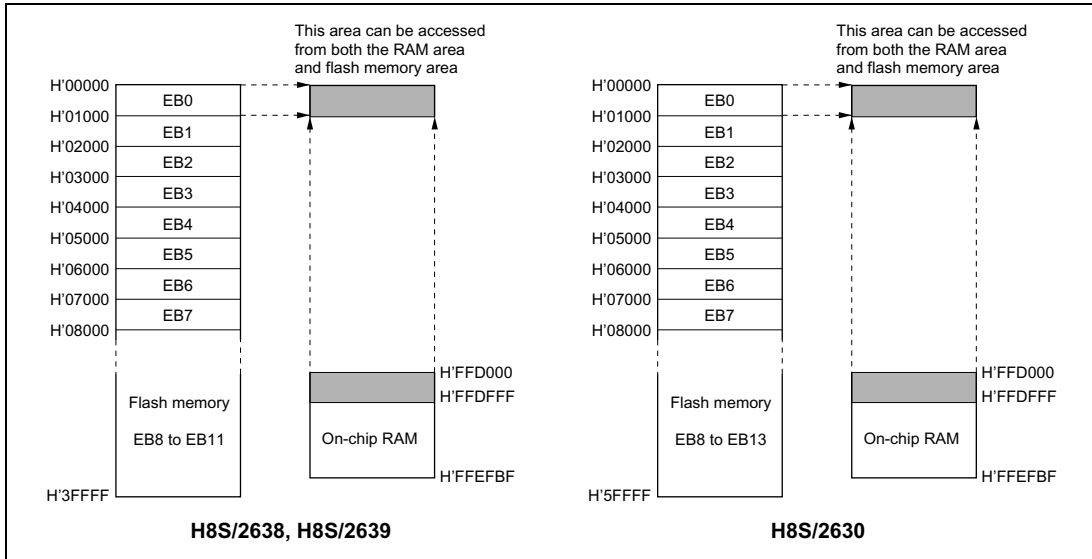 This area can be accessed
from both the RAM area
and flash memory area
H'00000
EB0
H'01000
EB1
H'02000
EB2
H'03000
EB3
H'04000
EB4
H'05000
EB5
H'06000
EB6
H'07000
EB7
H'08000
H'FFD000
H'FFDFFF
Flash memory
EB8 to EB11
On-chip RAM
H'FFEFBF
H'3FFFF
H8S/2638, H8S/2639
This area can be accessed
from both the RAM area
and flash memory area
H'00000
EB0
H'01000
EB1
H'02000
EB2
H'03000
EB3
H'04000
EB4
H'05000
EB5
H'06000
EB6
H'07000
EB7
H'08000
H'FFD000
H'FFDFFF
Flash memory
EB8 to EB13
On-chip RAM
H'FFEFBF
H'5FFFF
H8S/2630